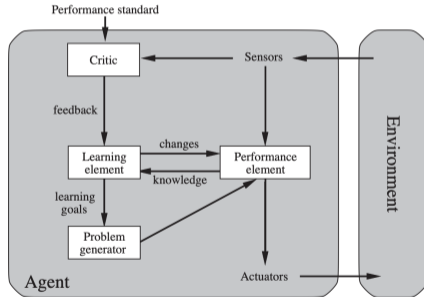 Performance standard
Critic
Sensors
feedback
changes
Learning
element
Performance
element
knowledge
learning
goals
Problem
generator
Agent
Actuators
Environment